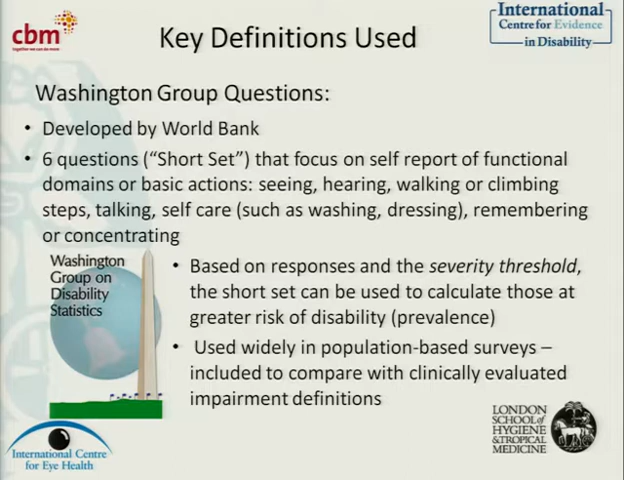 cbm
together we can do more
Key Definitions Used
International
Centre for Evidence
in Disability
Washington Group Questions:
• Developed by World Bank
• 6 questions (“Short Set”) that focus on self report of functional
domains or basic actions: seeing, hearing, walking or climbing
steps, talking, self care (such as washing, dressing), remembering
or concentrating
Washington
Group on
Disability
Statistics
• Based on responses and the severity threshold,
the short set can be used to calculate those at
greater risk of disability (prevalence)
• Used widely in population-based surveys –
included to compare with clinically evaluated
impairment definitions
International Centre
for Eye Health
LONDON
SCHOOL of
HYGIENE
& TROPICAL
MEDICINE